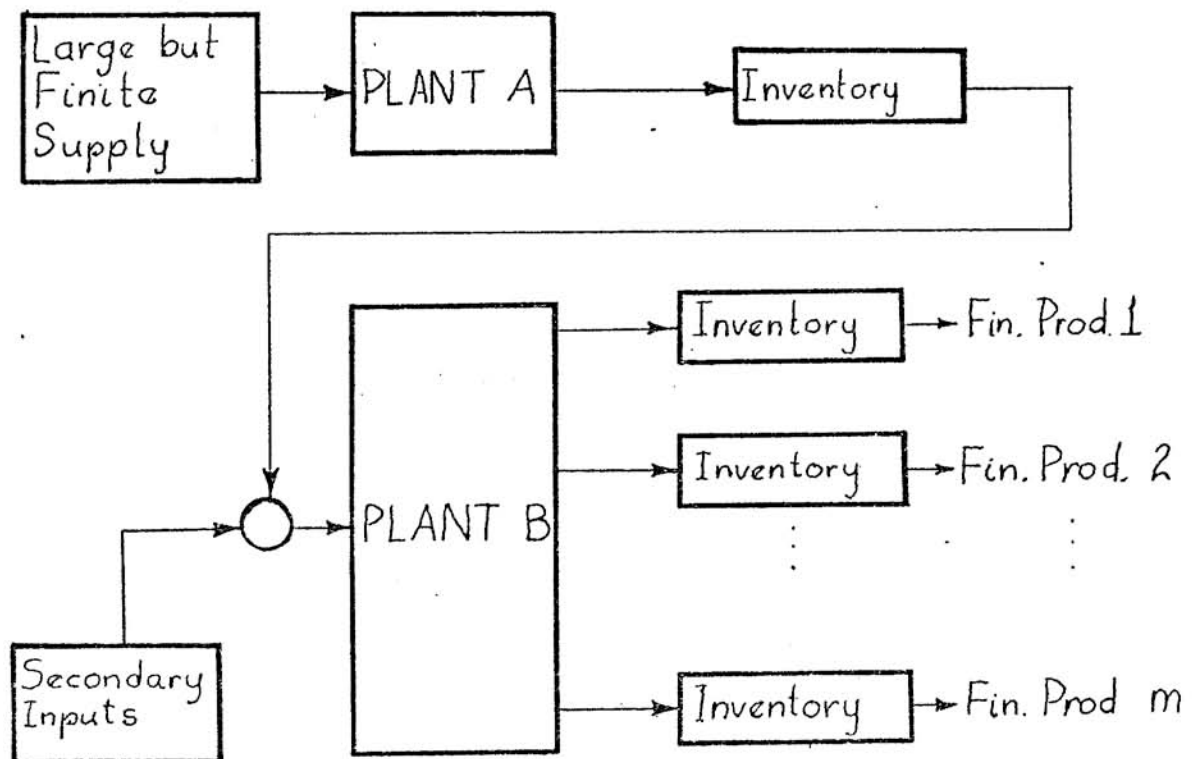 Large but
Finite
Supply
PLANT A
Inventory
Inventory
Fin. Prod. 1
Inventory
Fin. Prod. 2
PLANT B
Secondary
Inputs
Inventory
Fin. Prod m